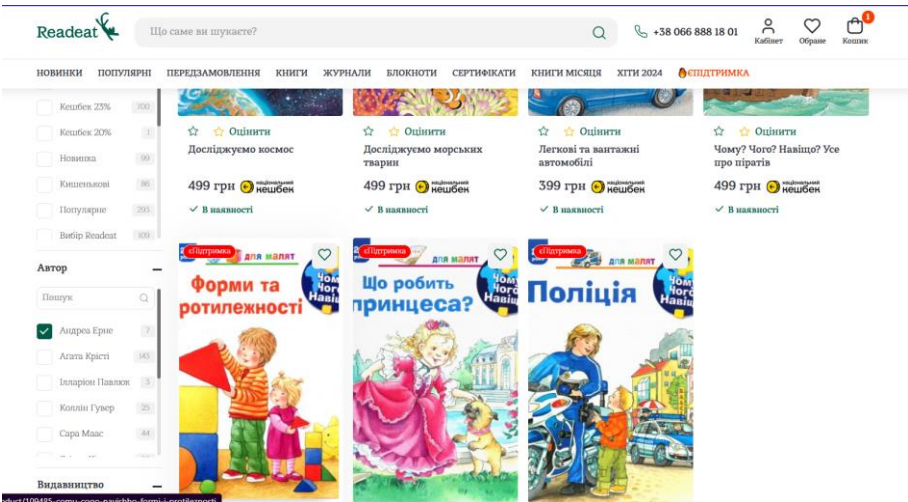 Readeat
Що саме ви шукаєте?
+38 066 888 18 01
Кабінет
Обране
1
Кошик
НОВИНКИ ПОПУЛЯРНІ ПЕРЕДЗАМОВЛЕННЯ КНИГИ ЖУРНАЛИ БЛОКНОТИ СЕРТИФІКАТИ КНИГИ МІСЯЦЯ ХІТИ 2024 ЄПІДТРИМКА
Кешбек 23% 700
Кешбек 20% 1
Новинка 99
Кишенькові 86
Популярне 293
Вибір Readeat 109
Автор
Пошук
Андреа Ерне 7
Агата Крісті 143
Ілларіон Павлюк 5
Коллін Гувер 25
Сара Маас 44
Видавництво
Оцінити
Досліджуємо космос
499 грн національний кешбек
В наявності
Оцінити
Досліджуємо морських
тварин
499 грн національний кешбек
В наявності
Оцінити
Легкові та вантажні
автомобілі
399 грн національний кешбек
В наявності
Оцінити
Чому? Чого? Навіщо? Усе
про піратів
499 грн національний кешбек
В наявності
єПідтримка
для малят
Форми та
ротилежності
єПідтримка
для малят
Що робить
принцеса?
єПідтримка
для малят
Поліція